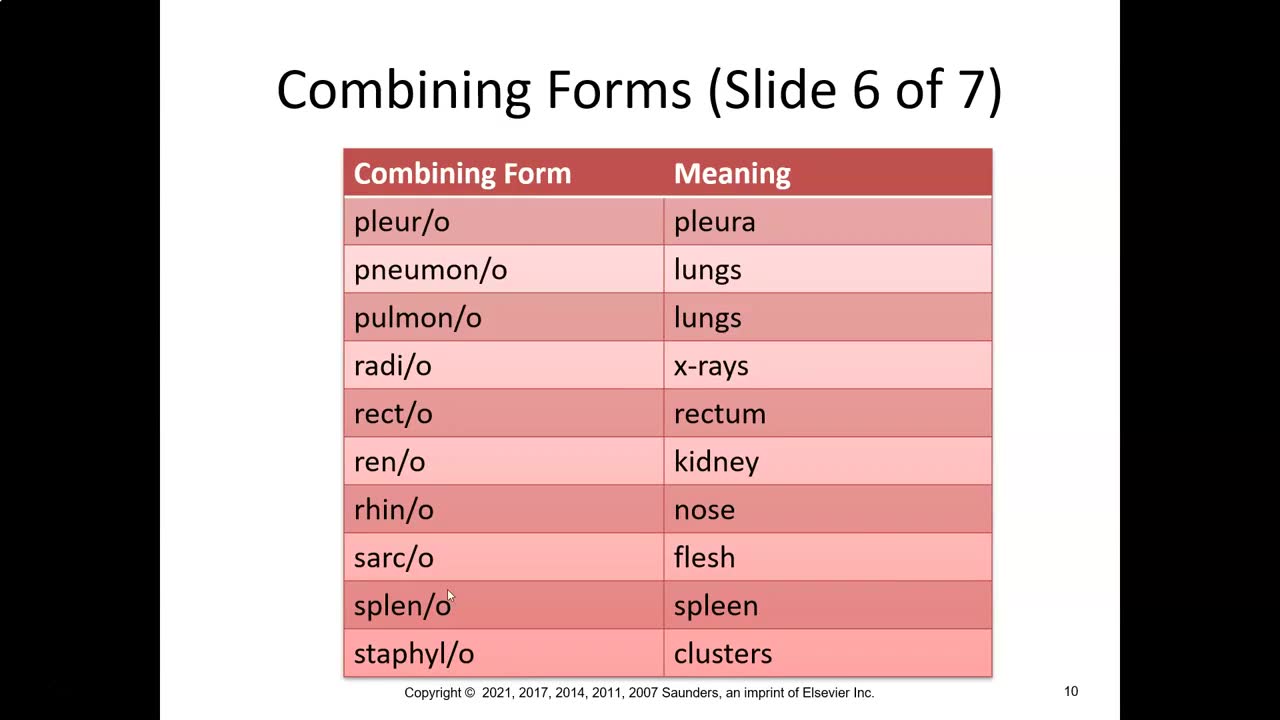 Combining Forms (Slide 6 of 7)
Combining Form Meaning
pleur/o pleura
pneumon/o lungs
pulmon/o lungs
radi/o x-rays
rect/o rectum
ren/o kidney
rhin/o nose
sarc/o flesh
splen/o spleen
staphyl/o clusters
Copyright © 2021, 2017, 2014, 2011, 2007 Saunders, an imprint of Elsevier Inc.
10